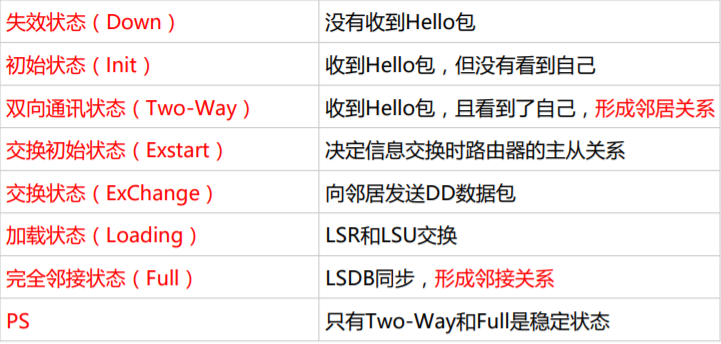 失效状态（Down） 没有收到Hello包
初始状态（Init） 收到Hello包，但没有看到自己
双向通讯状态（Two-Way） 收到Hello包，且看到了自己，形成邻居关系
交换初始状态（Exstart） 决定信息交换时路由器的主从关系
交换状态（ExChange） 向邻居发送DD数据包
加载状态（Loading） LSR和LSU交换
完全邻接状态（Full） LSDB同步，形成邻接关系
PS 只有Two-Way和Full是稳定状态